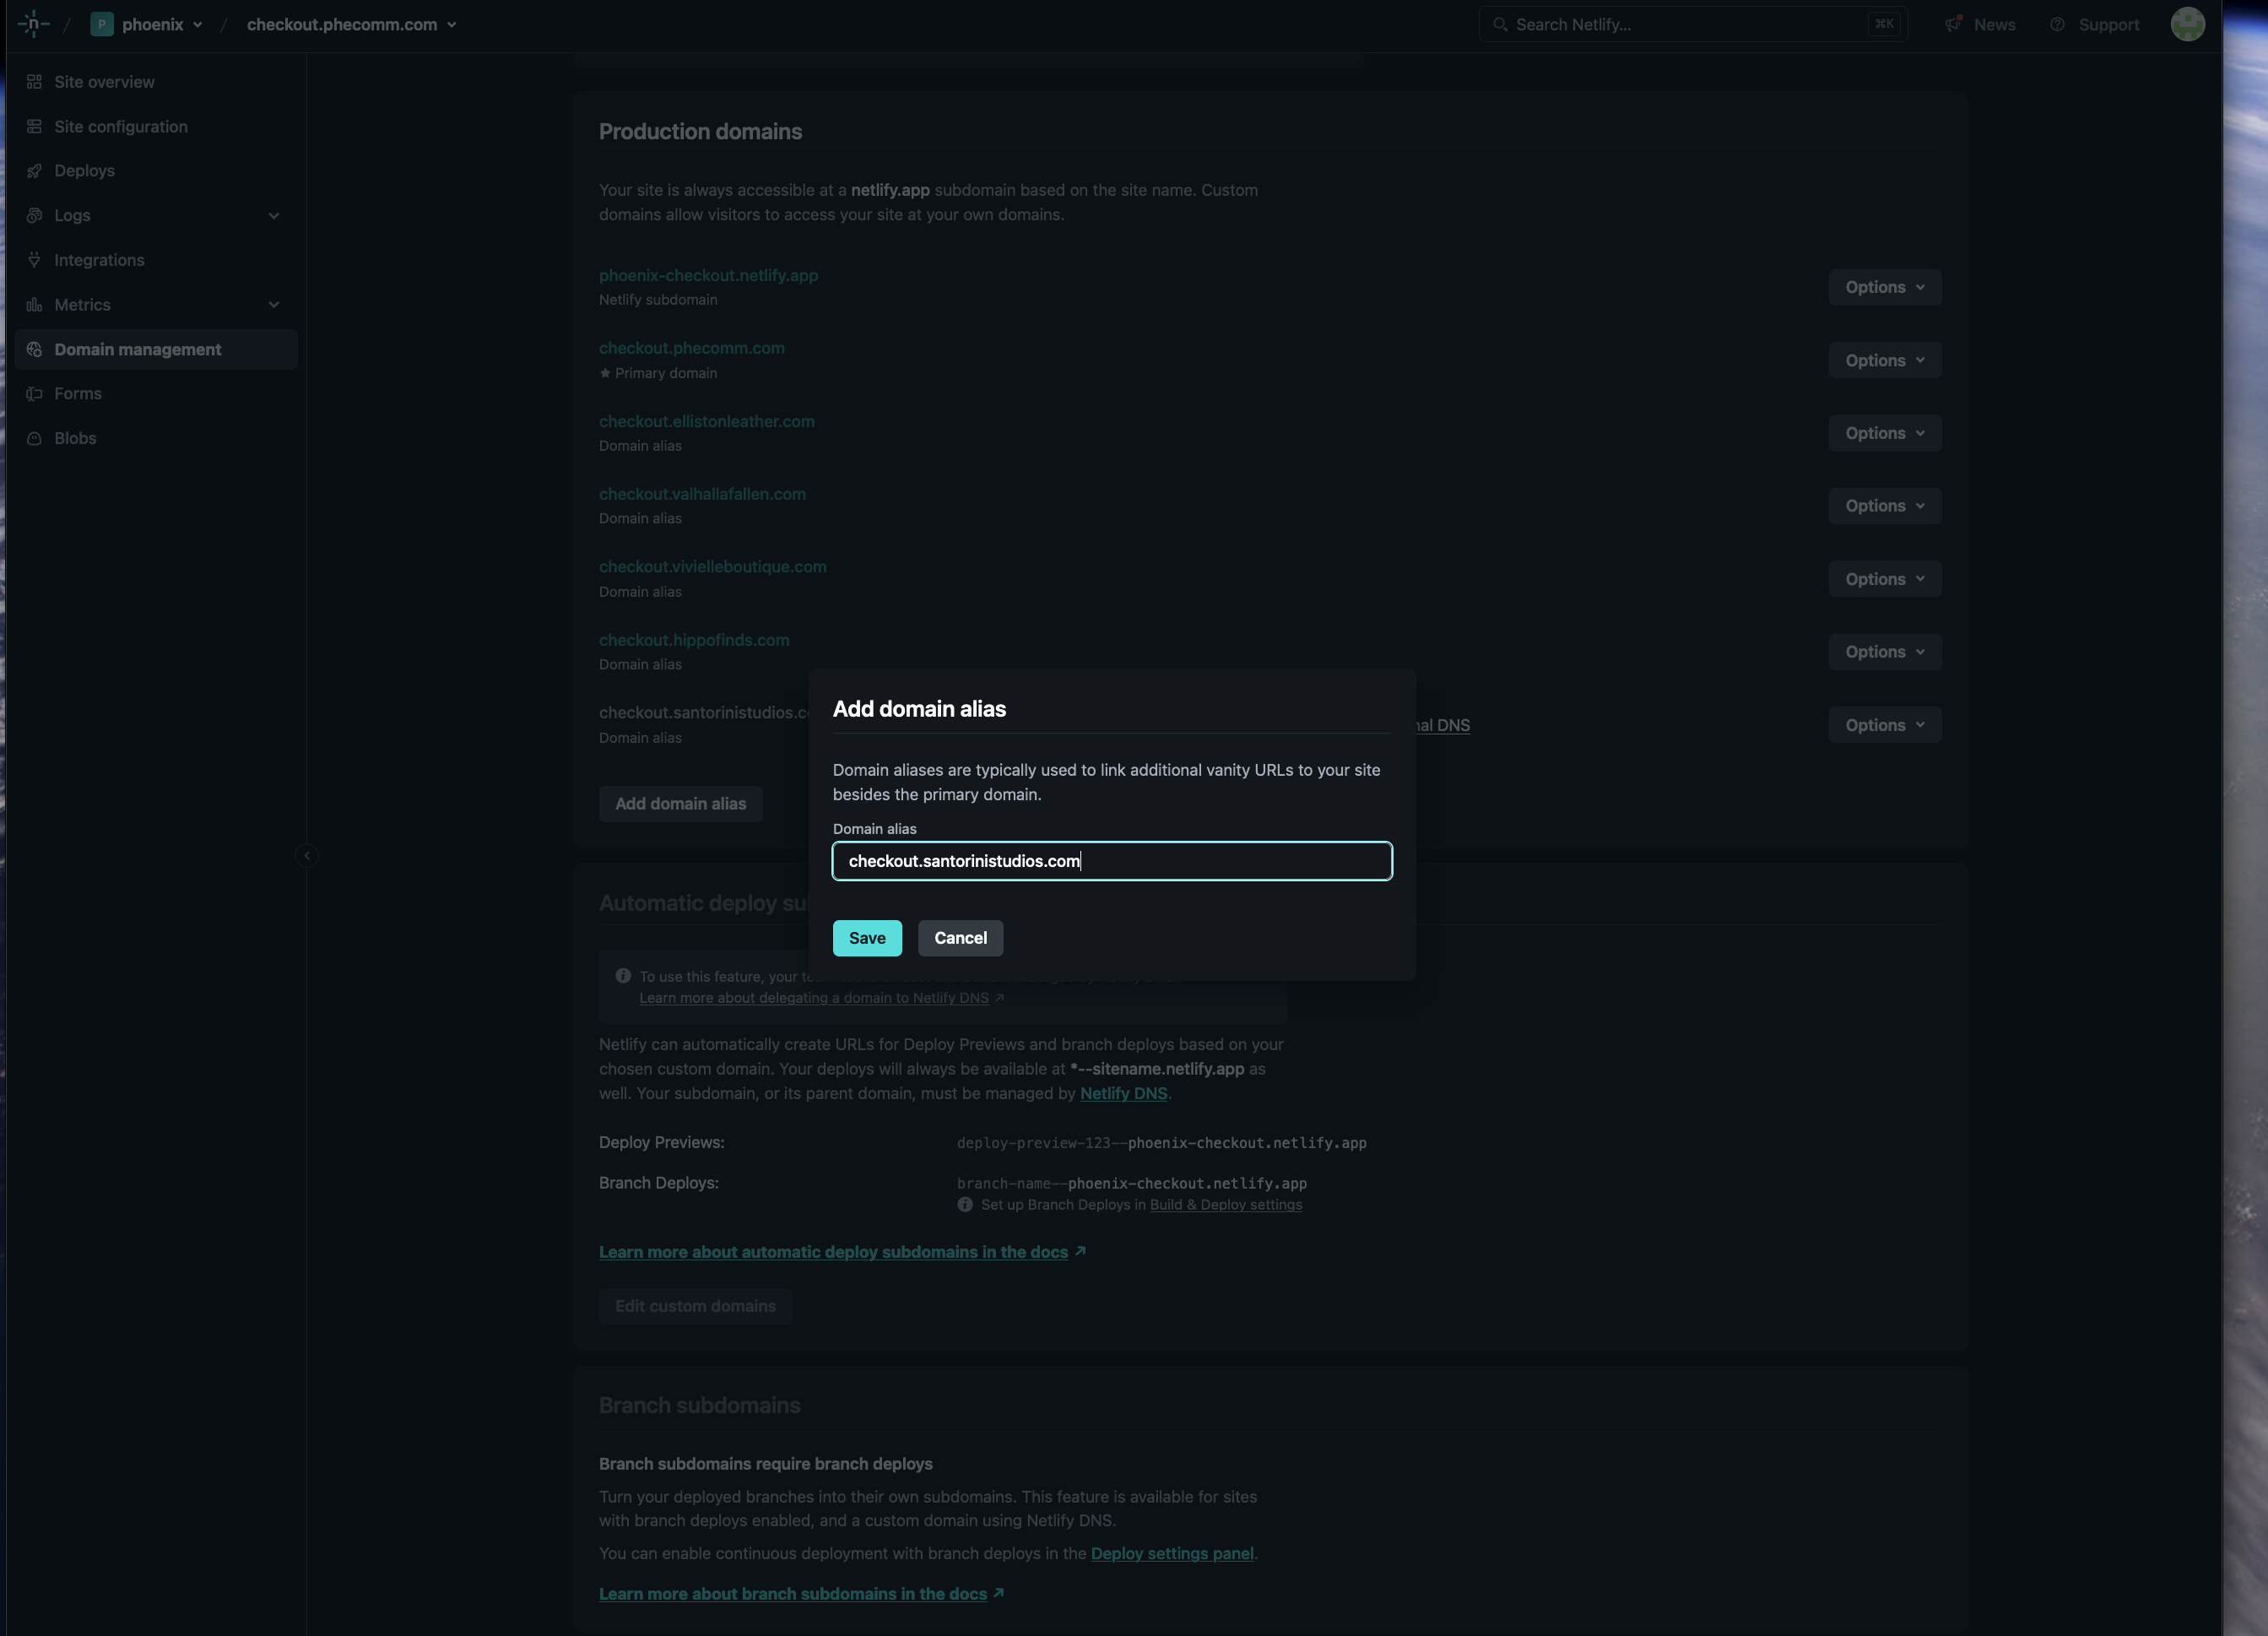 phoenix / checkout.phecomm.com
Search Netlify...
⌘K
News
Support
Site overview
Site configuration
Deploys
Logs
Integrations
Metrics
Domain management
Forms
Blobs
Production domains
Your site is always accessible at a netlify.app subdomain based on the site name. Custom
domains allow visitors to access your site at your own domains.
phoenix-checkout.netlify.app
Netlify subdomain
Options
checkout.phecomm.com
Primary domain
Options
checkout.ellistonleather.com
Domain alias
Options
checkout.valhallafallen.com
Domain alias
Options
checkout.vivielleboutique.com
Domain alias
Options
checkout.hippofinds.com
Domain alias
Options
checkout.santorinistudios.co
nal DNS
Domain alias
Options
Add domain alias
Add domain alias
Domain aliases are typically used to link additional vanity URLs to your site
besides the primary domain.
Domain alias
checkout.santorinistudios.com
Save
Cancel
Automatic deploy su
To use this feature, your te
Learn more about delegating a domain to Netlify DNS
Netlify can automatically create URLs for Deploy Previews and branch deploys based on your
chosen custom domain. Your deploys will always be available at *--sitename.netlify.app as
well. Your subdomain, or its parent domain, must be managed by Netlify DNS.
Deploy Previews:
deploy-preview-123--phoenix-checkout.netlify.app
Branch Deploys:
branch-name--phoenix-checkout.netlify.app
Set up Branch Deploys in Build & Deploy settings
Learn more about automatic deploy subdomains in the docs
Edit custom domains
Branch subdomains
Branch subdomains require branch deploys
Turn your deployed branches into their own subdomains. This feature is available for sites
with branch deploys enabled, and a custom domain using Netlify DNS.
You can enable continuous deployment with branch deploys in the Deploy settings panel.
Learn more about branch subdomains in the docs